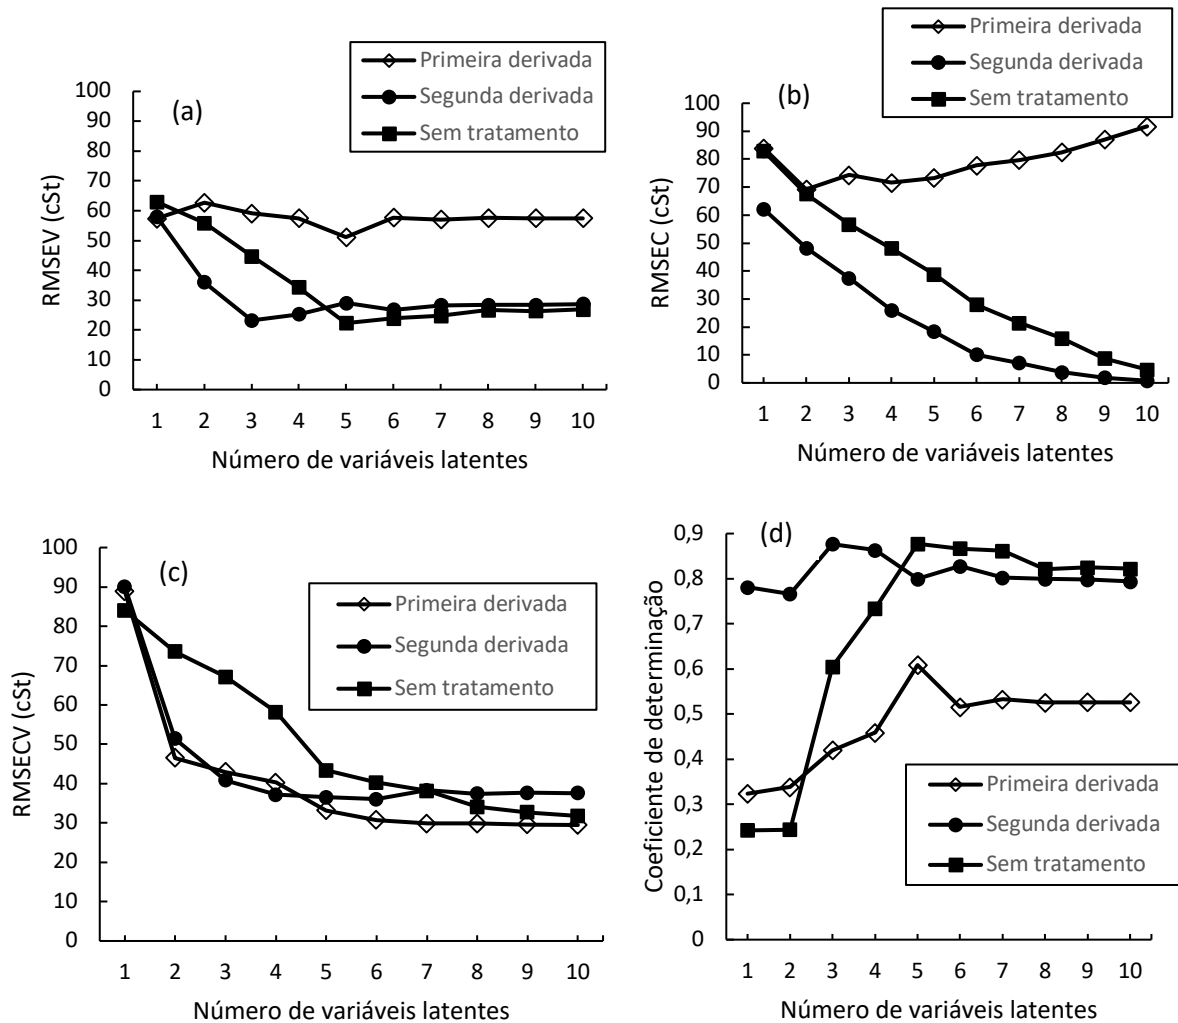 (a)
Primeira derivada
Segunda derivada
Sem tratamento
RMSEV (cSt)
100
90
80
70
60
50
40
30
20
10
0
1 2 3 4 5 6 7 8 9 10
Número de variáveis latentes
(b)
Primeira derivada
Segunda derivada
Sem tratamento
RMSEC (cSt)
100
90
80
70
60
50
40
30
20
10
0
1 2 3 4 5 6 7 8 9 10
Número de variáveis latentes
(c)
Primeira derivada
Segunda derivada
Sem tratamento
RMSECV (cSt)
100
90
80
70
60
50
40
30
20
10
0
1 2 3 4 5 6 7 8 9 10
Número de variáveis latentes
(d)
Primeira derivada
Segunda derivada
Sem tratamento
Coeficiente de determinação
0,9
0,8
0,7
0,6
0,5
0,4
0,3
0,2
0,1
0
1 2 3 4 5 6 7 8 9 10
Número de variáveis latentes